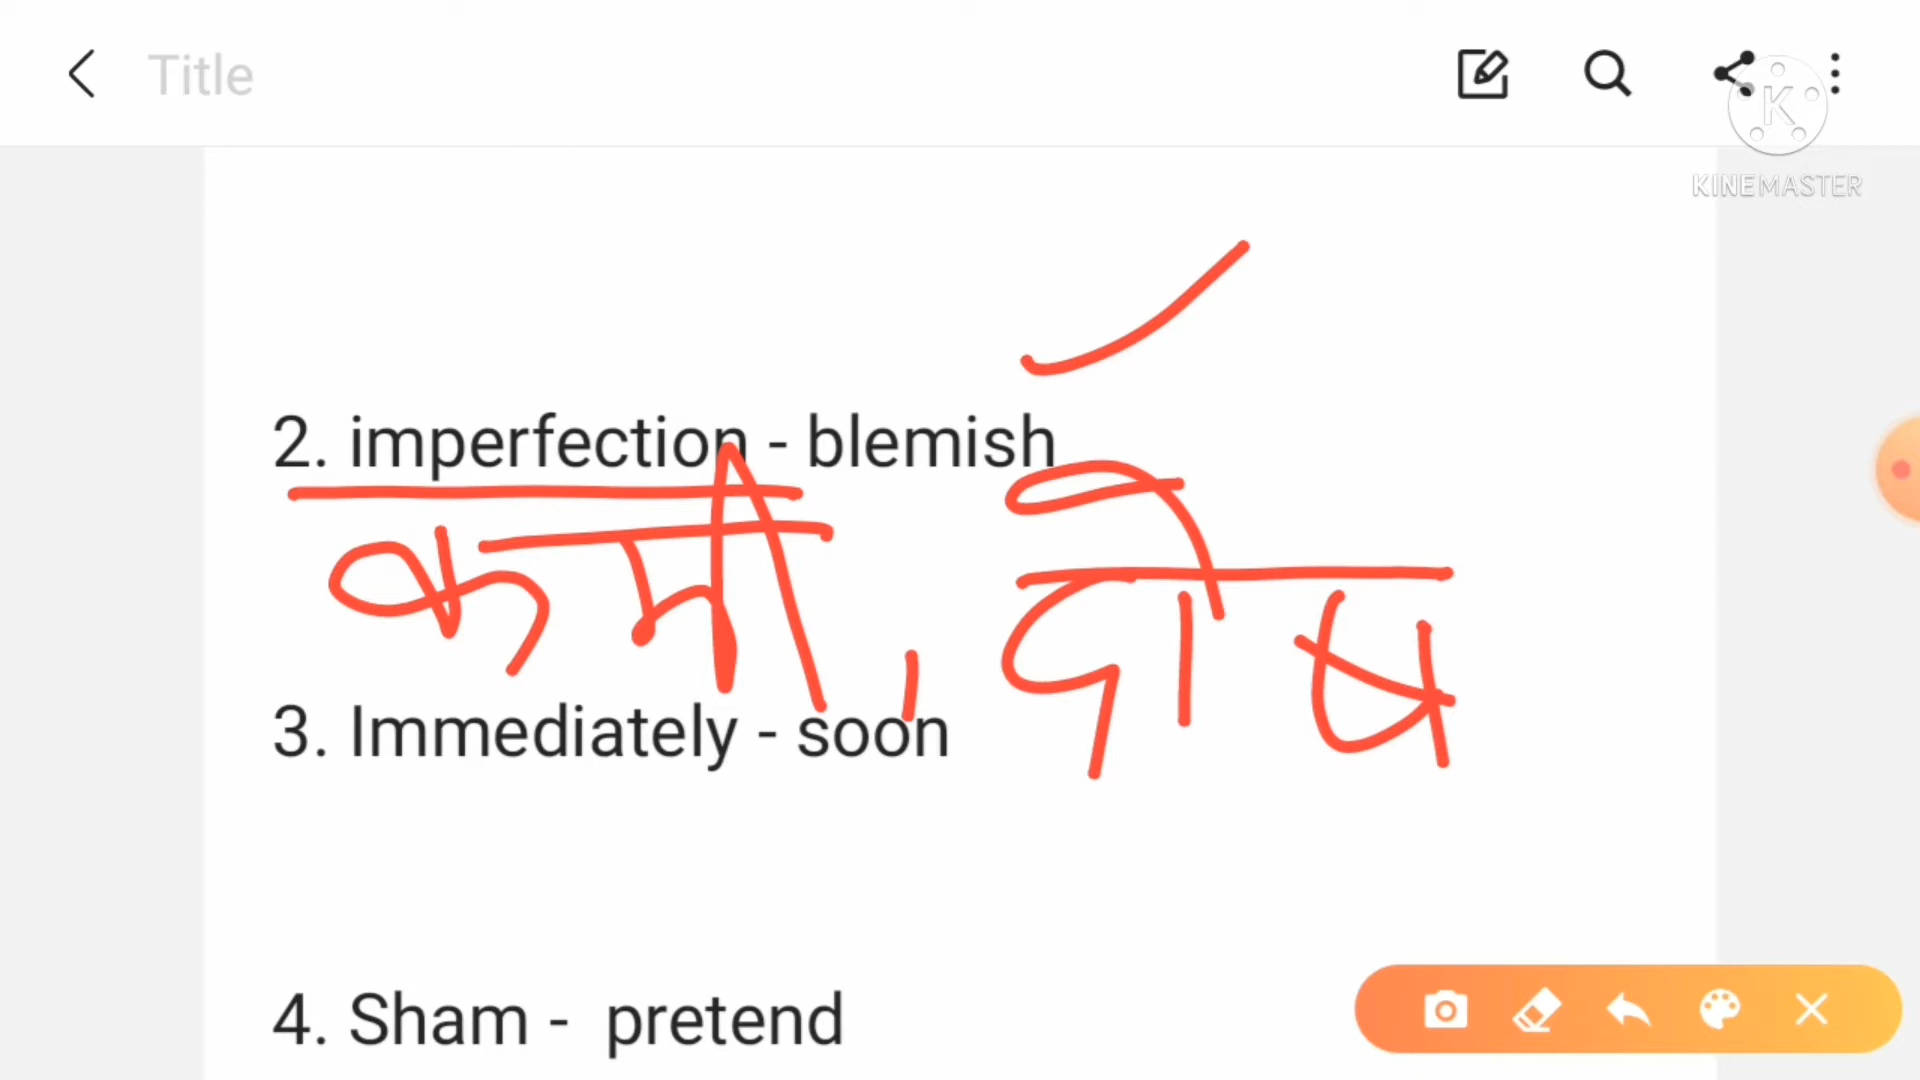 Title
KINEMASTER
2. imperfection - blemish
कमी, दोष
3. Immediately - soon
4. Sham - pretend